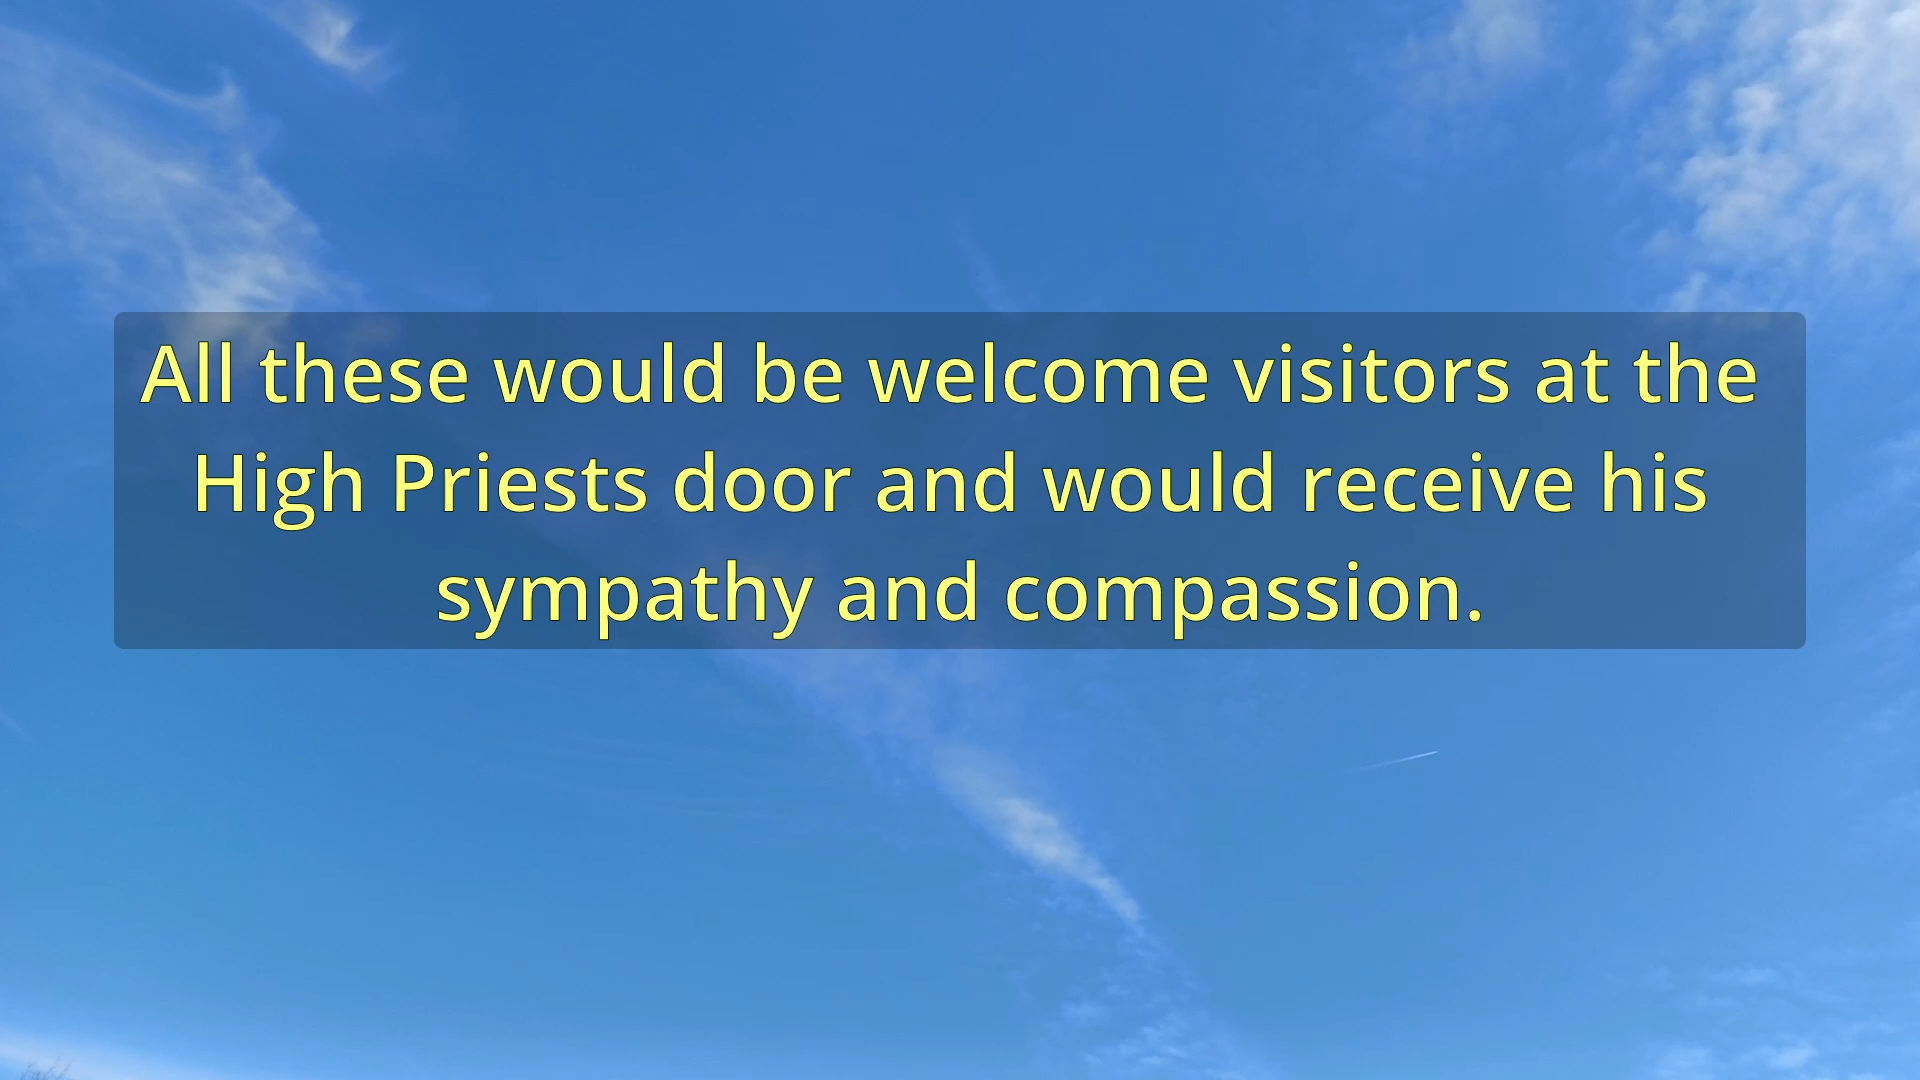 All these would be welcome visitors at the
High Priests door and would receive his
sympathy and compassion.